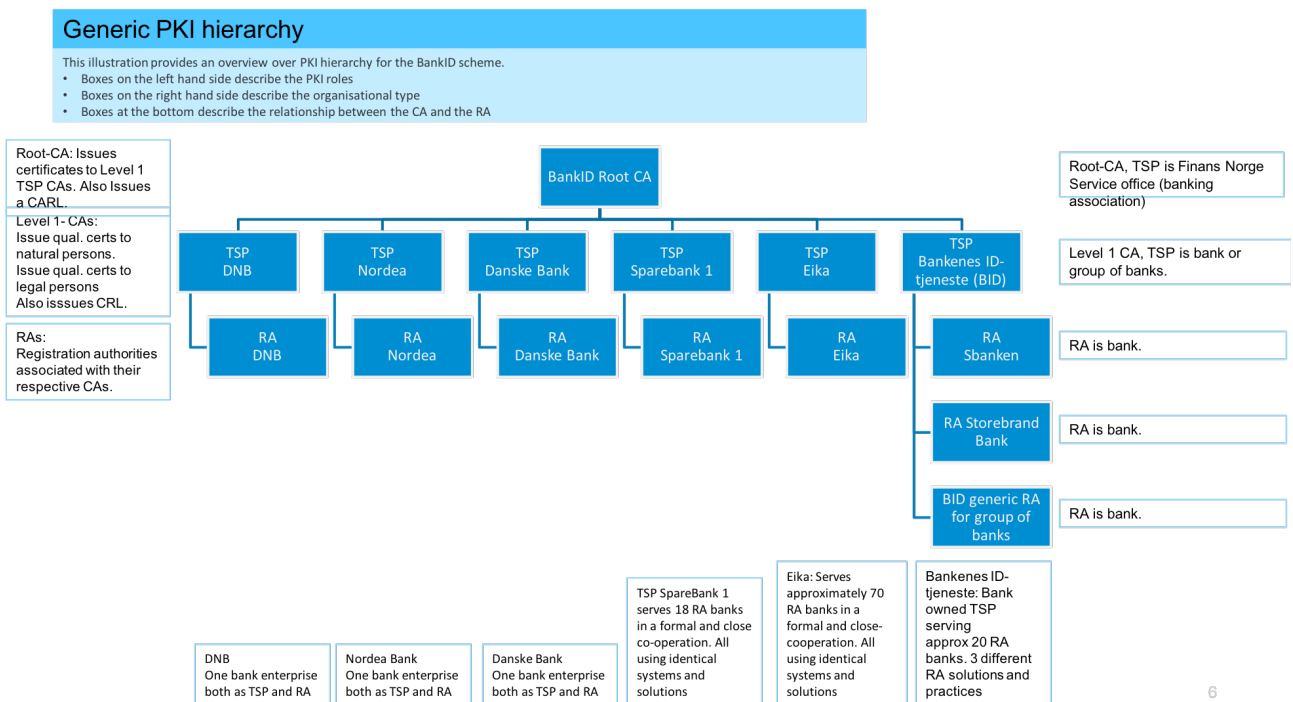 Generic PKI hierarchy
This illustration provides an overview over PKI hierarchy for the BankID scheme.
• Boxes on the left hand side describe the PKI roles
• Boxes on the right hand side describe the organisational type
• Boxes at the bottom describe the relationship between the CA and the RA
Root-CA: Issues
certificates to Level 1
TSP CAs. Also Issues
a CARL.
Level 1- CAs:
Issue qual. certs to
natural persons.
Issue qual. certs to
legal persons
Also isssues CRL.
RAs:
Registration authorities
associated with their
respective CAs.
BankID Root CA
TSP
DNB
TSP
Nordea
TSP
Danske Bank
TSP
Sparebank 1
TSP
Eika
TSP
Bankenes ID-
tjeneste (BID)
RA
DNB
RA
Nordea
RA
Danske Bank
RA
Sparebank 1
RA
Eika
RA
Sbanken
RA Storebrand
Bank
BID generic RA
for group of
banks
Root-CA, TSP is Finans Norge
Service office (banking
association)
Level 1 CA, TSP is bank or
group of banks.
RA is bank.
RA is bank.
RA is bank.
DNB
One bank enterprise
both as TSP and RA
Nordea Bank
One bank enterprise
both as TSP and RA
Danske Bank
One bank enterprise
both as TSP and RA
TSP SpareBank 1
serves 18 RA banks
in a formal and close
co-operation. All
using identical
systems and
solutions
Eika: Serves
approximately 70
RA banks in a
formal and close-
cooperation. All
using identical
systems and
solutions
Bankenes ID-
tjeneste: Bank
owned TSP
serving
approx 20 RA
banks. 3 different
RA solutions and
practices
6